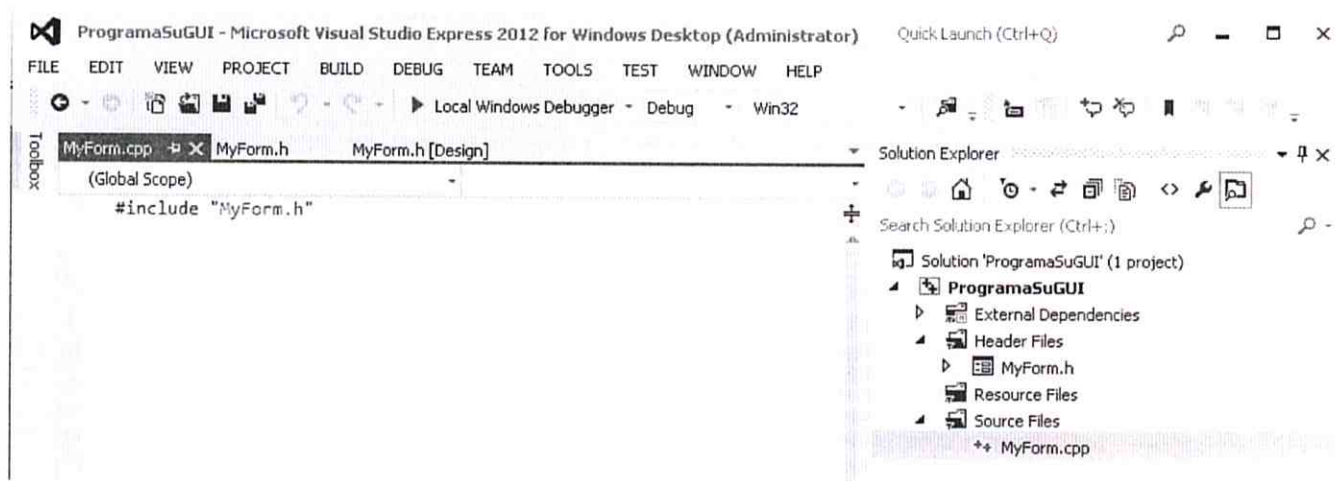 ProgramaSuGUI - Microsoft Visual Studio Express 2012 for Windows Desktop (Administrator) Quick Launch (Ctrl+Q)
FILE EDIT VIEW PROJECT BUILD DEBUG TEAM TOOLS TEST WINDOW HELP
Local Windows Debugger Debug Win32
Toolbox
MyForm.cpp MyForm.h MyForm.h [Design]
(Global Scope)
#include "MyForm.h"
Solution Explorer
Search Solution Explorer (Ctrl+;)
Solution 'ProgramaSuGUI' (1 project)
ProgramaSuGUI
External Dependencies
Header Files
MyForm.h
Resource Files
Source Files
MyForm.cpp